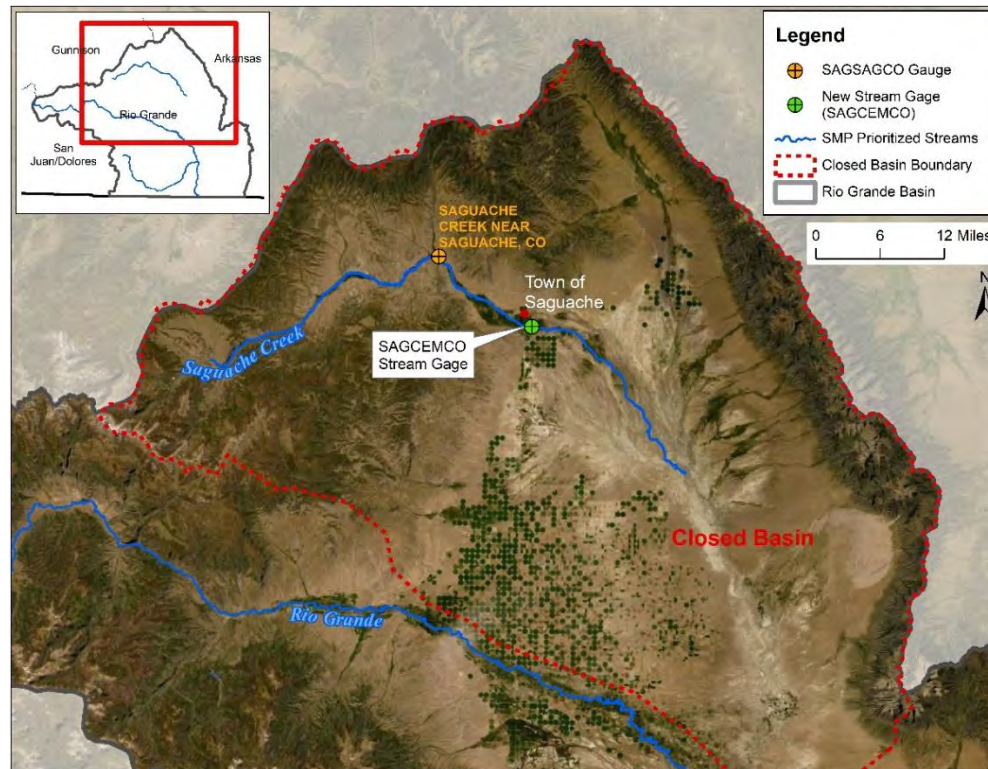 Gunnison
Arkansas
Rio Grande
San
Juan/Dolores
Legend
SAGSAGCO Gauge
New Stream Gage
(SAGCEMCO)
SMP Prioritized Streams
Closed Basin Boundary
Rio Grande Basin
0 6 12 Miles
N
SAGUACHE
CREEK NEAR
SAGUACHE, CO
Town of
Saguache
SAGCEMCO
Stream Gage
Saguache Creek
Closed Basin
Rio Grande